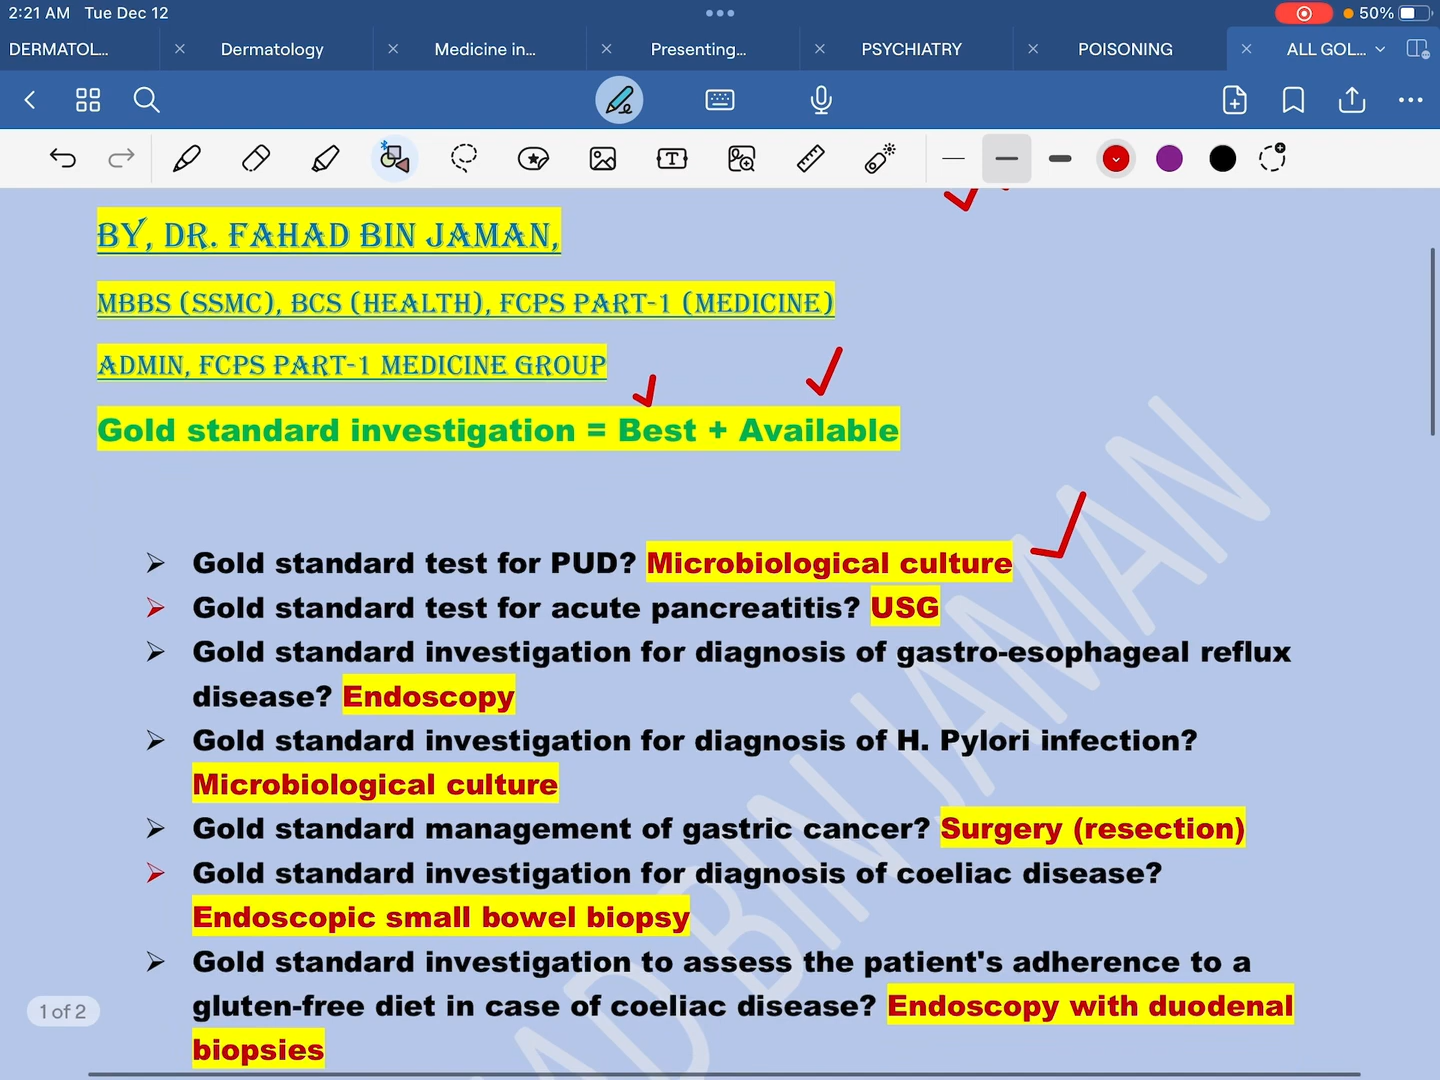 2:21 AM Tue Dec 12 50%
DERMATOL... Dermatology Medicine in... Presenting... PSYCHIATRY POISONING ALL GOL...
BY, DR. FAHAD BIN JAMAN,
MBBS (SSMC), BCS (HEALTH), FCPS PART-1 (MEDICINE)
ADMIN, FCPS PART-1 MEDICINE GROUP
Gold standard investigation = Best + Available
Gold standard test for PUD? Microbiological culture
Gold standard test for acute pancreatitis? USG
Gold standard investigation for diagnosis of gastro-esophageal reflux
disease? Endoscopy
Gold standard investigation for diagnosis of H. Pylori infection?
Microbiological culture
Gold standard management of gastric cancer? Surgery (resection)
Gold standard investigation for diagnosis of coeliac disease?
Endoscopic small bowel biopsy
Gold standard investigation to assess the patient's adherence to a
gluten-free diet in case of coeliac disease? Endoscopy with duodenal
biopsies
1 of 2
AD BIN JAMAN